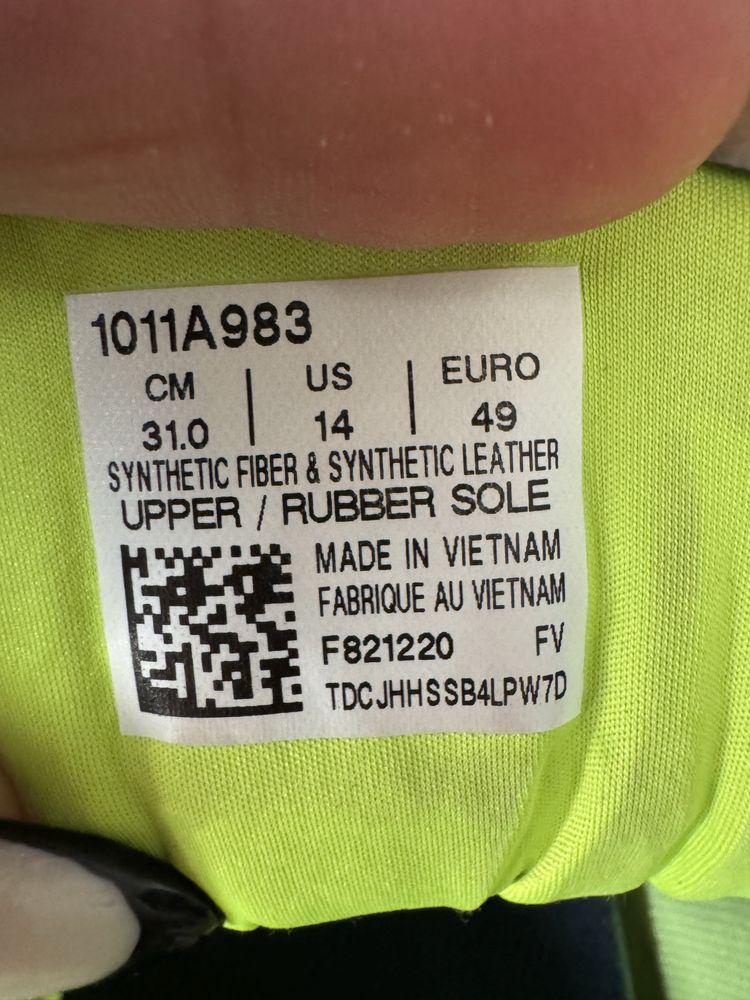 1011A983
CM | US | EURO
31.0 | 14 | 49
SYNTHETIC FIBER & SYNTHETIC LEATHER
UPPER / RUBBER SOLE
MADE IN VIETNAM
FABRIQUE AU VIETNAM
F821220 FV
TDCJHHSSB4LPW7D